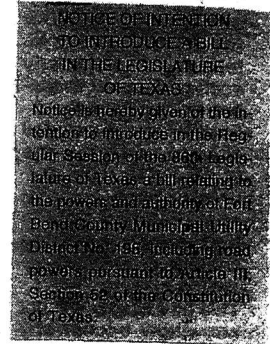 NOTICE OF INTENTION
TO INTRODUCE A BILL
IN THE LEGISLATURE
OF TEXAS
Notice is hereby given of the in-
tention to introduce in the Reg-
ular Session of the Legis-
lature of Texas a bill relating to
the powers and authority of Fort
Bend County Municipal Utility
District No. including road
powers pursuant to Article III,
Section 52 of the Constitution
of Texas.